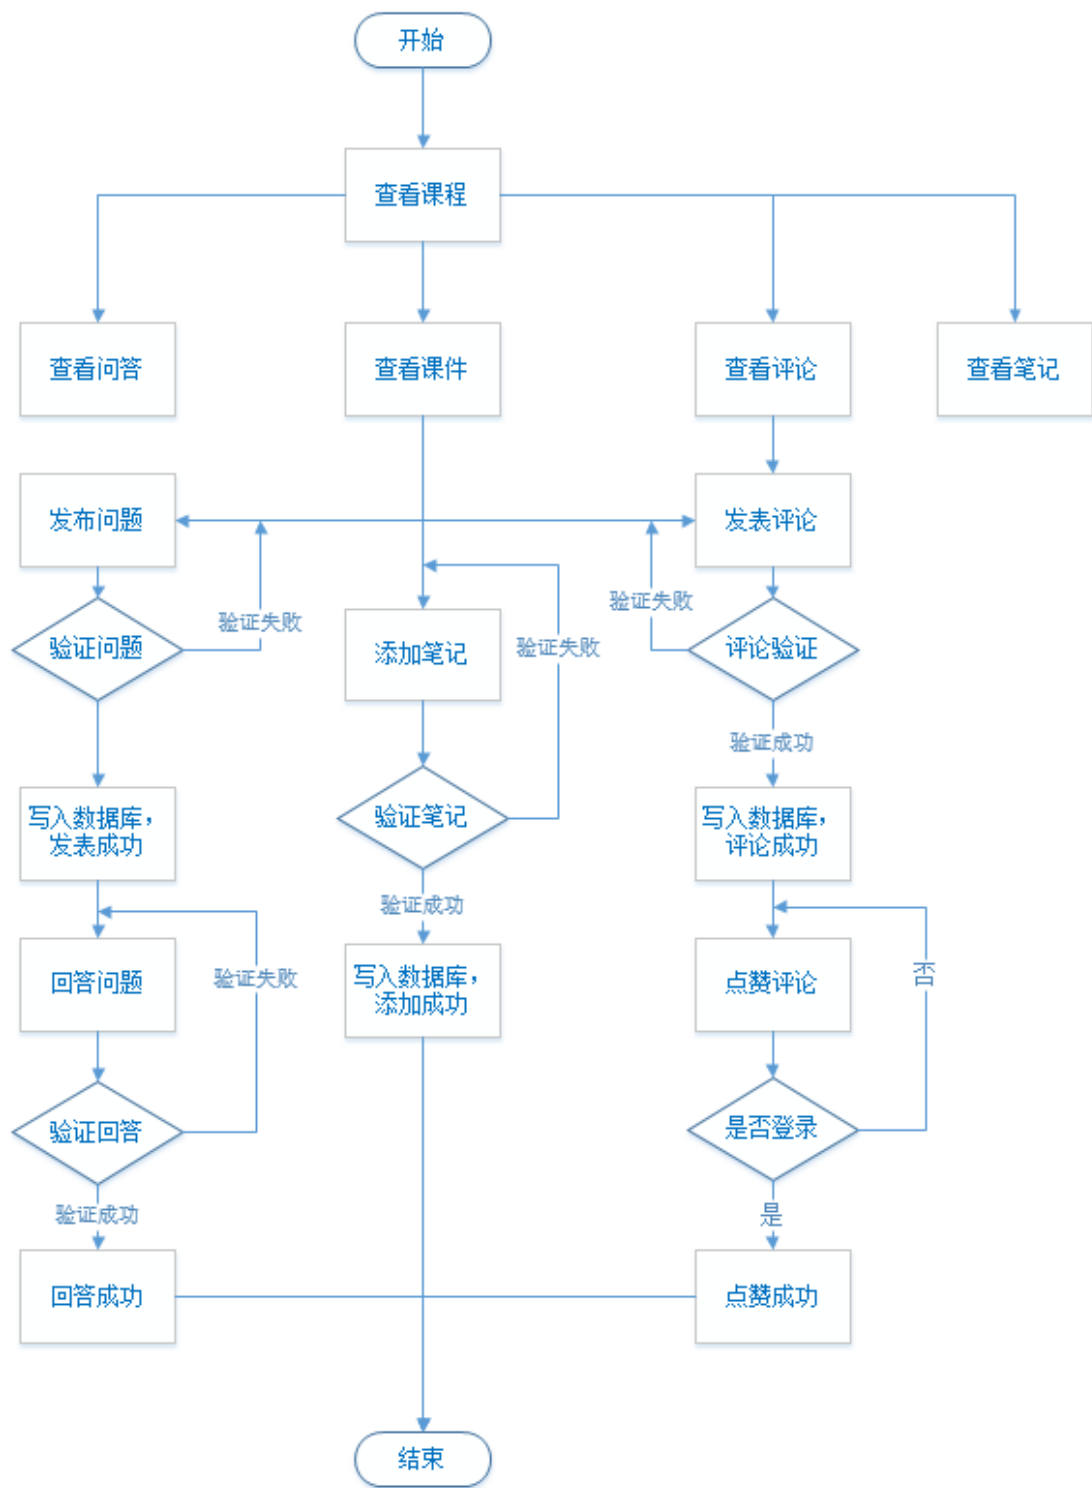 开始
查看课程
查看问答
查看课件
查看评论
查看笔记
发布问题
发表评论
验证失败
验证失败
验证问题
添加笔记
验证失败
评论验证
验证成功
写入数据库，
发表成功
验证笔记
写入数据库，
评论成功
验证成功
回答问题
验证失败
写入数据库，
添加成功
点赞评论
否
验证回答
是否登录
验证成功
是
回答成功
点赞成功
结束